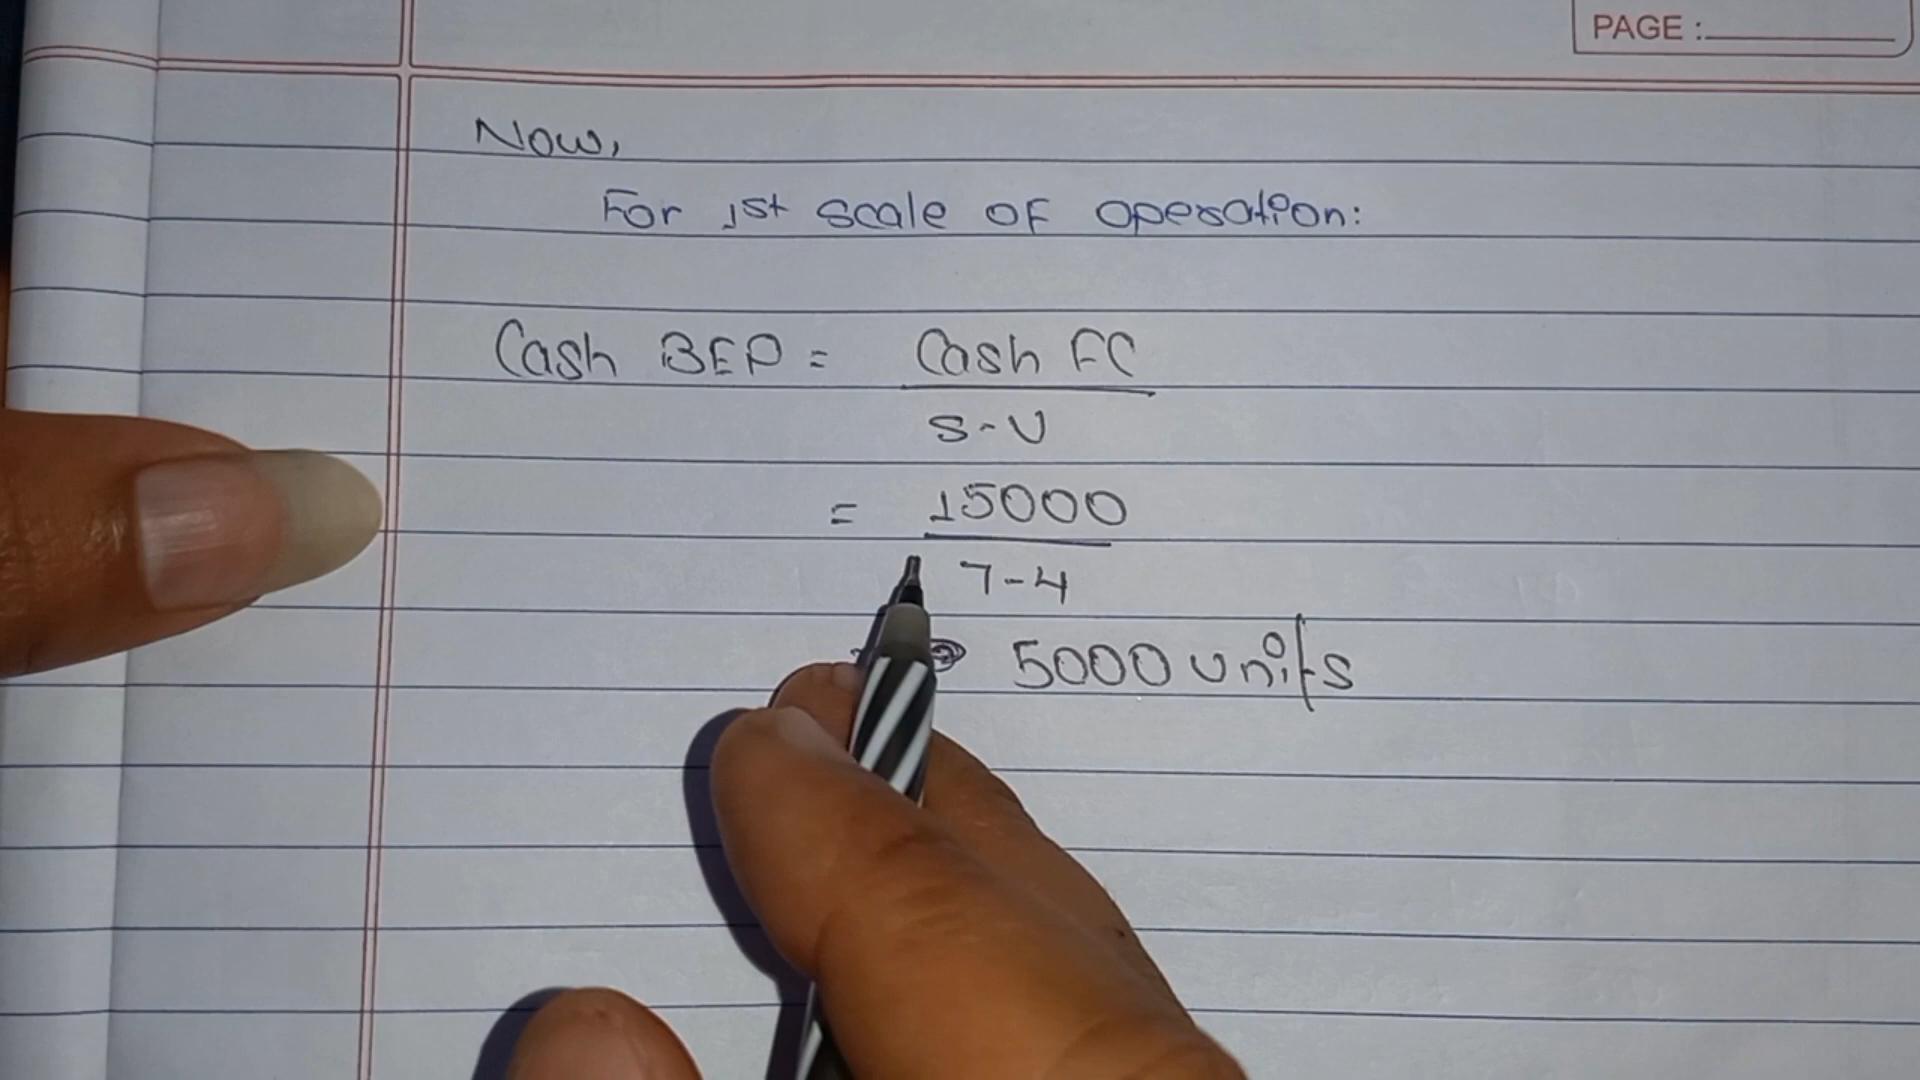 PAGE :
Now,
For 1st scale of operation:
Cash BEP = Cash FC
S-V
= 15000
7-4
5000 units